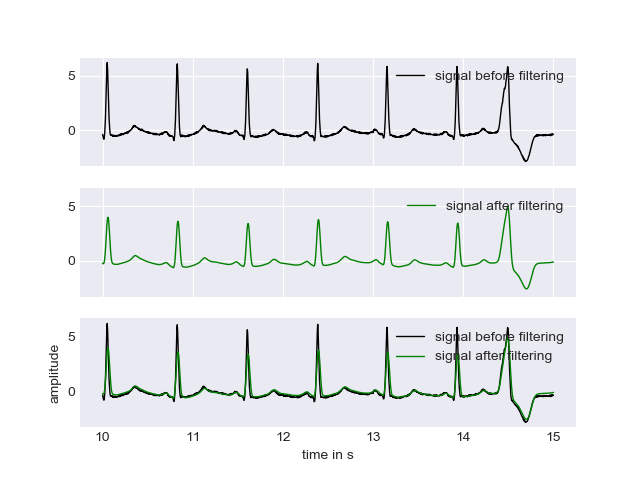 signal before filtering
5
0
signal after filtering
5
0
signal before filtering
signal after filtering
5
0
amplitude
10 11 12 13 14 15
time in s